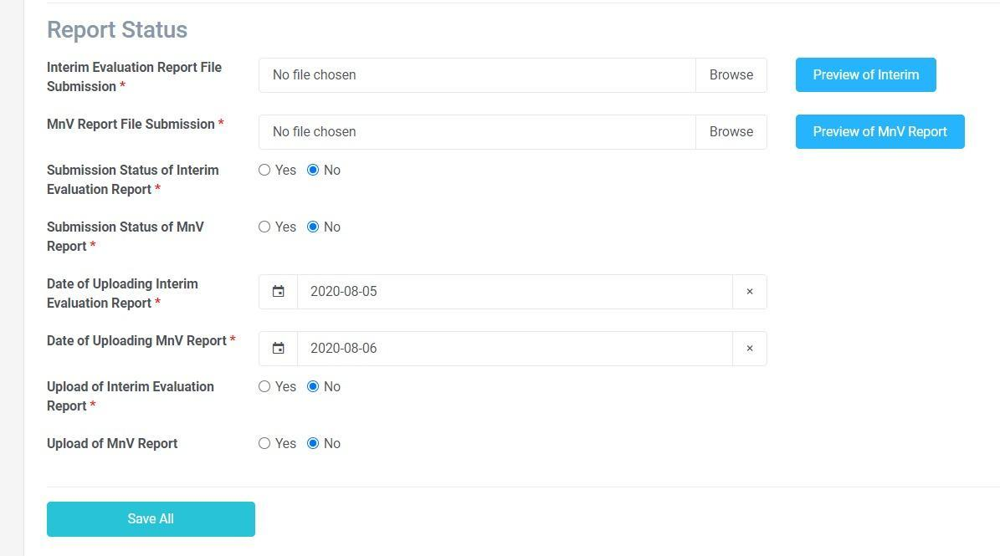 Report Status
Interim Evaluation Report File
Submission *
No file chosen
Browse
Preview of Interim
MnV Report File Submission *
No file chosen
Browse
Preview of MnV Report
Submission Status of Interim
Evaluation Report *
Yes No
Submission Status of MnV
Report *
Yes No
Date of Uploading Interim
Evaluation Report *
2020-08-05 ×
Date of Uploading MnV Report *
2020-08-06 ×
Upload of Interim Evaluation
Report *
Yes No
Upload of MnV Report
Yes No
Save All